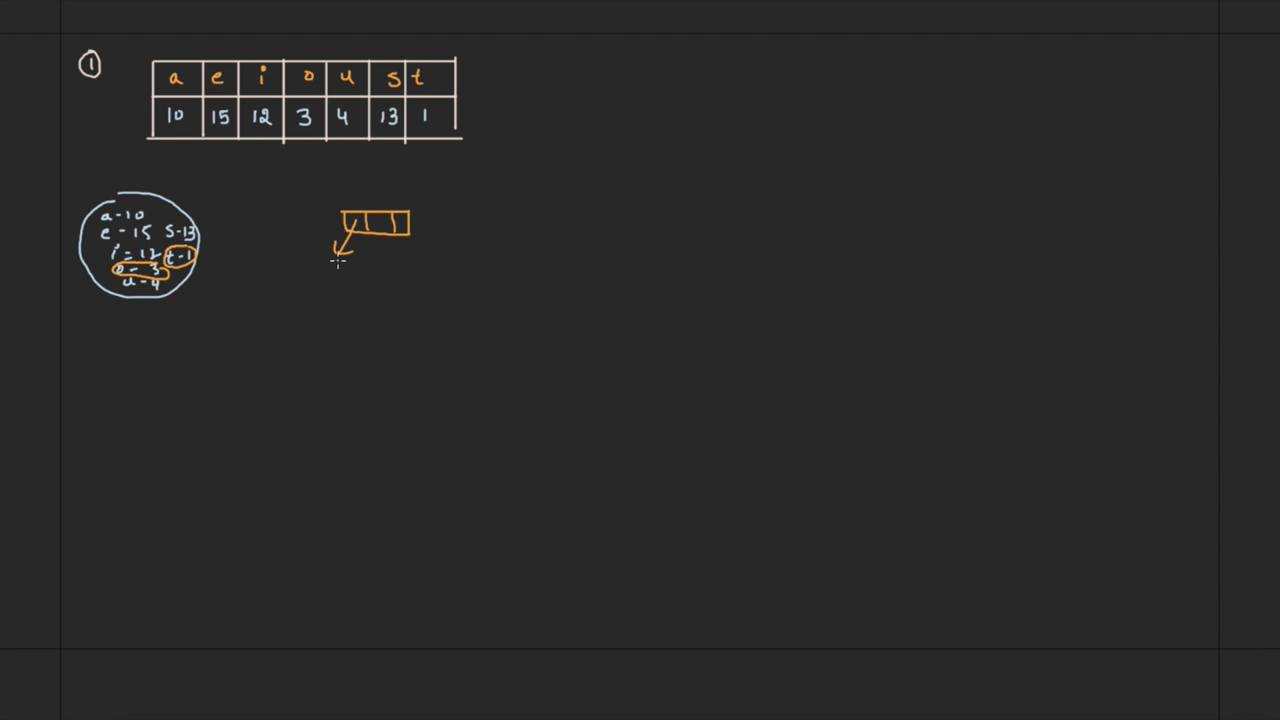 1
a e i o u s t
10 15 12 3 4 13 1
a - 10
e - 15 s - 13
i = 12 t - 1
o - 3
u - 4